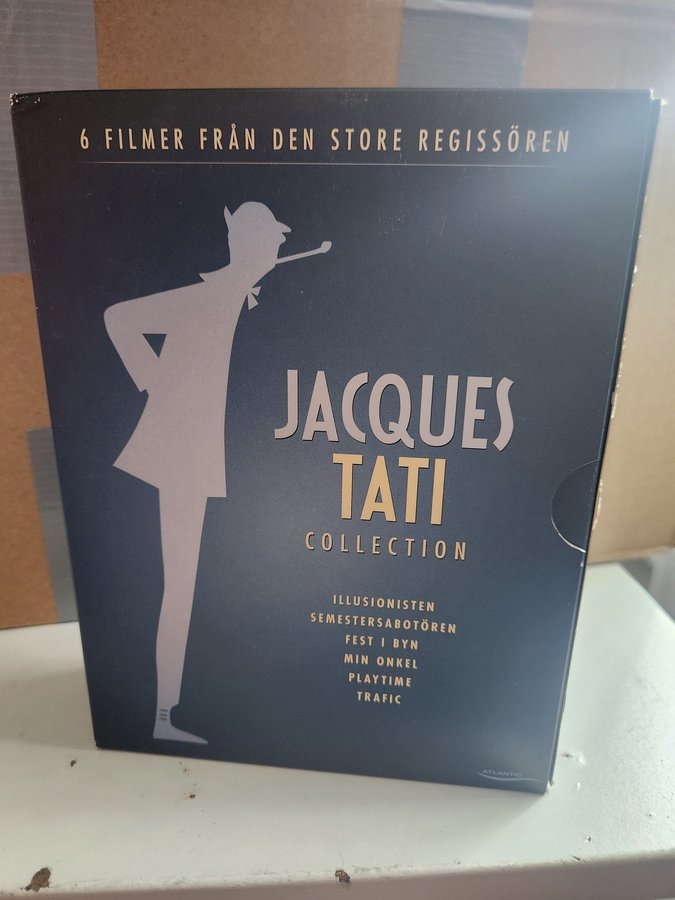 6 FILMER FRÅN DEN STORE REGISSÖREN
JACQUES
TATI
COLLECTION
ILLUSIONISTEN
SEMESTERSABOTÖREN
FEST I BYN
MIN ONKEL
PLAYTIME
TRAFIC
ATLANTIC